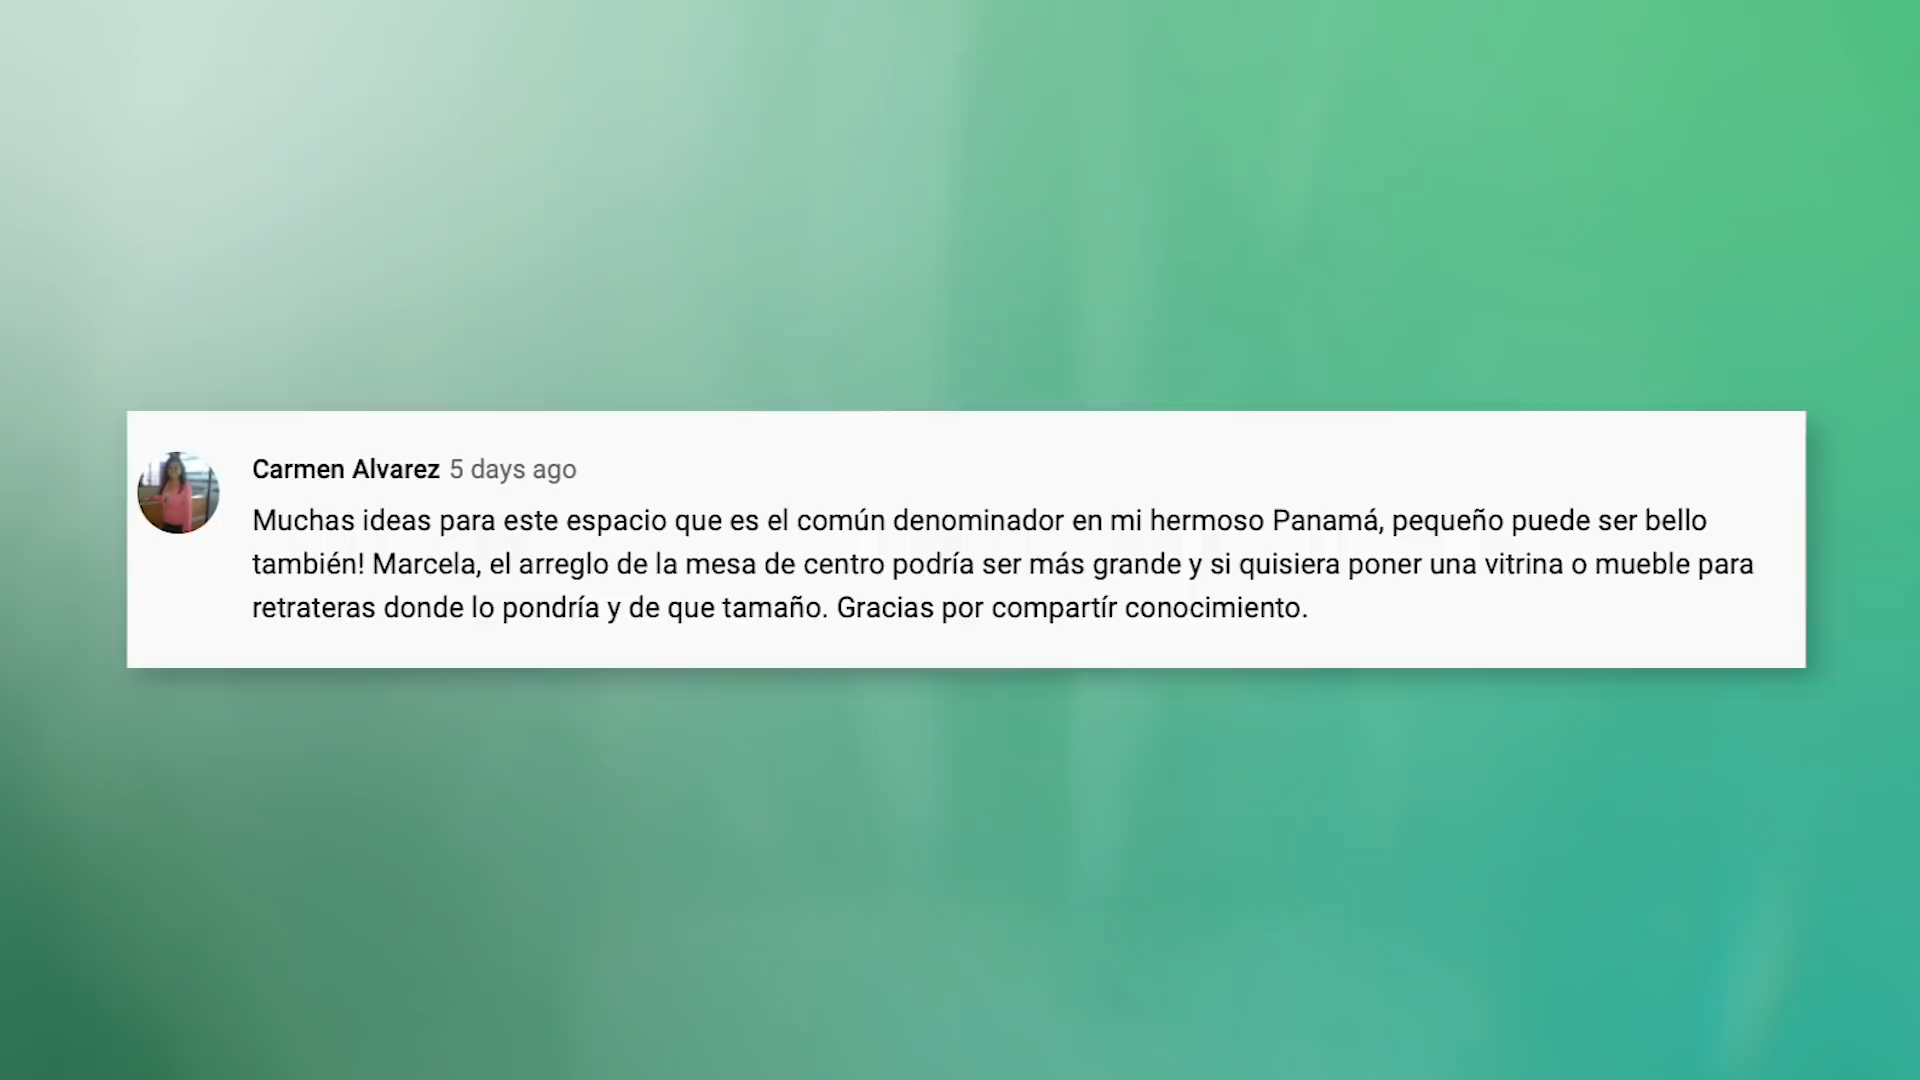 Carmen Alvarez 5 days ago
Muchas ideas para este espacio que es el común denominador en mi hermoso Panamá, pequeño puede ser bello
también! Marcela, el arreglo de la mesa de centro podría ser más grande y si quisiera poner una vitrina o mueble para
retrateras donde lo pondría y de que tamaño. Gracias por compartír conocimiento.